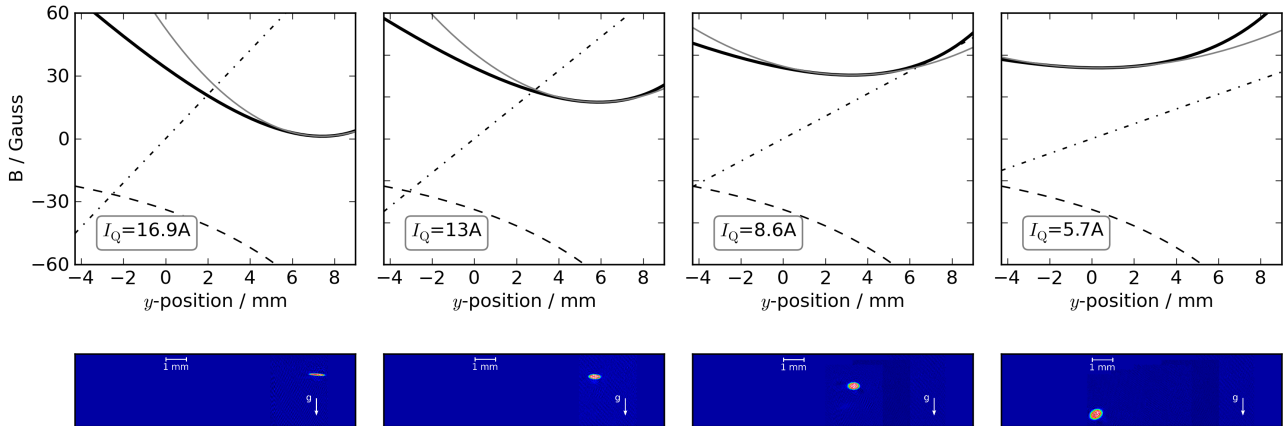 B / Gauss
60
30
0
−30
−60
I_Q=16.9A
I_Q=13A
I_Q=8.6A
I_Q=5.7A
−4 −2 0 2 4 6 8
−4 −2 0 2 4 6 8
−4 −2 0 2 4 6 8
−4 −2 0 2 4 6 8
y-position / mm
y-position / mm
y-position / mm
y-position / mm
1 mm
g
1 mm
g
1 mm
g
1 mm
g